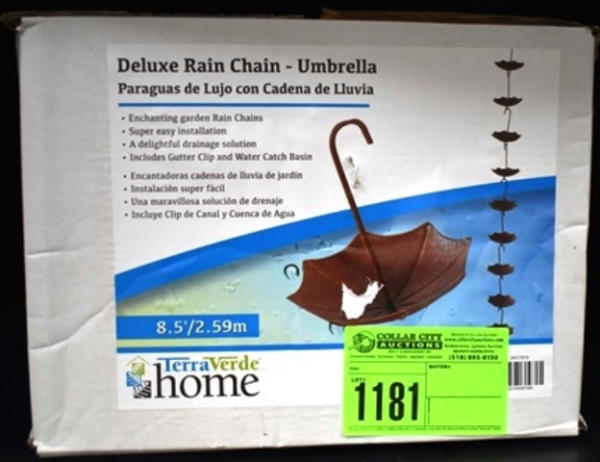 Deluxe Rain Chain - Umbrella
Paraguas de Lujo con Cadena de Lluvia
• Enchanting garden Rain Chains
• Super easy installation
• A delightful drainage solution
• Includes Gutter Clip and Water Catch Basin
• Encantadoras cadenas de lluvia de jardín
• Instalación super fácil
• Una maravillosa solución de drenaje
• Incluye Clip de Canal y Cuenca de Agua
8.5'/2.59m
TerraVerde
home
COLLAR CITY
AUCTIONS
www.collarcityauctions.com
(518) 895-8150
LOT:
1181
BUYER: